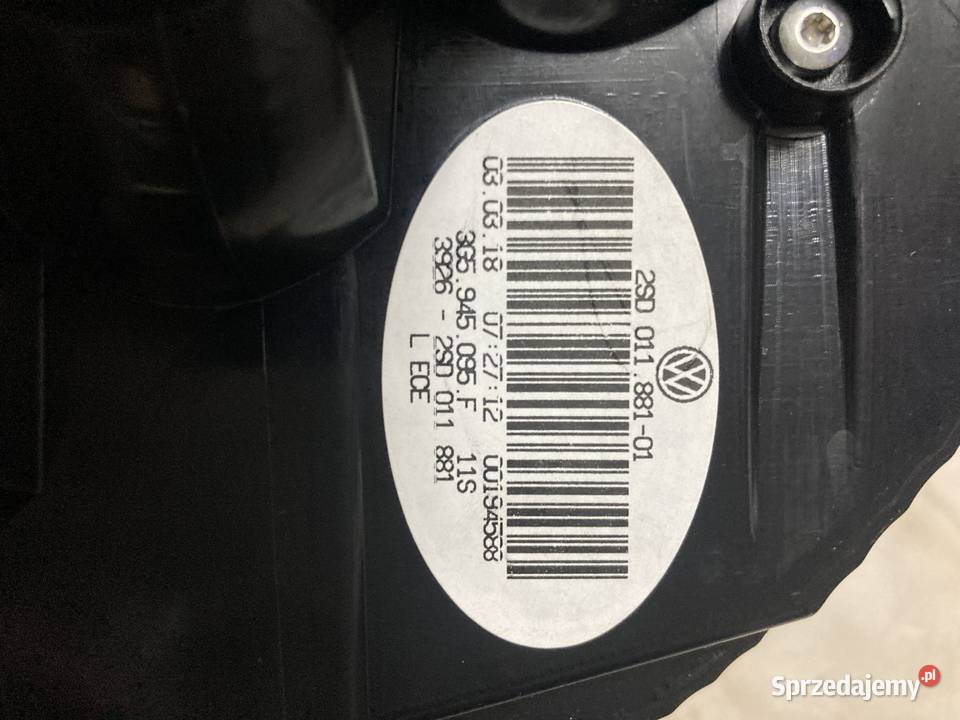 2SD 011.881-01
03.03.18 07:27:12 00194588
3G5.945.095.F 11S
3926 - 2SD 011 881
L ECE
Sprzedajemy.pl